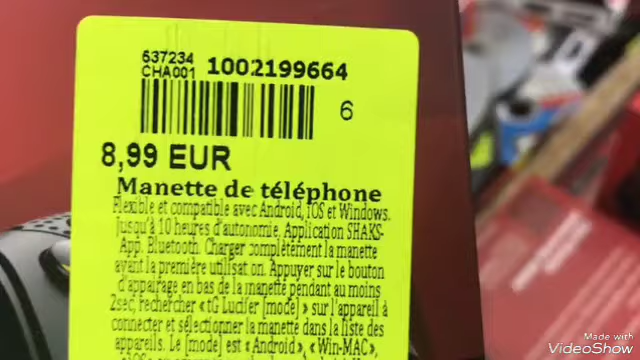 637234
CHA001 1002199664
6
8,99 EUR
Manette de téléphone
Flexible et compatible avec Android, iOS et Windows.
Jusqu'à 10 heures d'autonomie. Application SHAKS-
App. Bluetooth. Charger complètement la manette
avant la première utilisation. Appuyer sur le bouton
d'appairage en bas de la manette pendant au moins
2sec, rechercher « tG Lucifer [mode] » sur l'appareil à
connecter et sélectionner la manette dans la liste des
appareils. Le [mode] est « Android », « Win-MAC »,
Made with
VideoShow